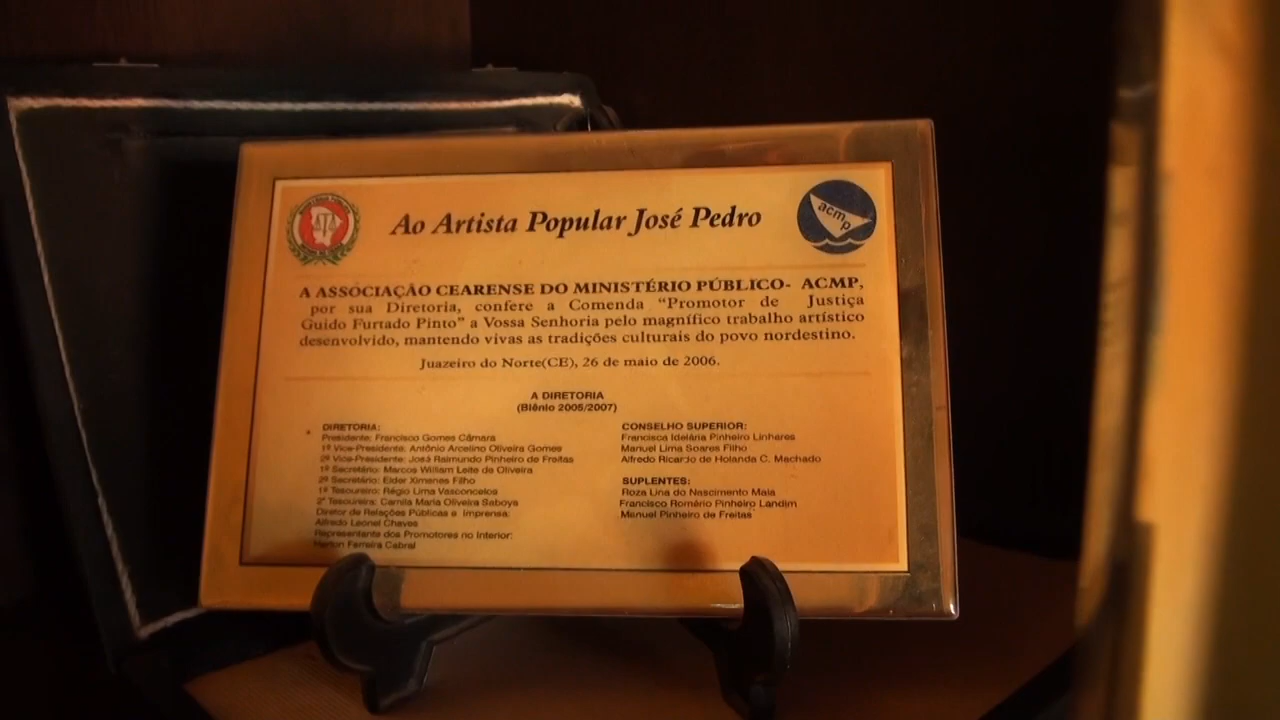 Ao Artista Popular José Pedro
acmp
A ASSOCIAÇÃO CEARENSE DO MINISTÉRIO PÚBLICO- ACMP,
por sua Diretoria, confere a Comenda “Promotor de Justiça
Guido Furtado Pinto” a Vossa Senhoria pelo magnífico trabalho artístico
desenvolvido, mantendo vivas as tradições culturais do povo nordestino.
Juazeiro do Norte(CE), 26 de maio de 2006.
A DIRETORIA
(Biênio 2005/2007)
DIRETORIA:
Presidente: Francisco Gomes Câmara
1º Vice-Presidente: Antônio Arcelino Oliveira Gomes
2º Vice-Presidente: José Raimundo Pinheiro de Freitas
1º Secretário: Marcos William Leite de Oliveira
2º Secretário: Elder Ximenes Filho
1º Tesoureiro: Régio Lima Vasconcelos
2º Tesoureira: Camila Maria Oliveira Saboya
Diretor de Relações Públicas e Imprensa:
Alfredo Leonel Chaves
Representante dos Promotores no Interior:
Ferreira Cabral
CONSELHO SUPERIOR:
Francisca Idelária Pinheiro Linhares
Manuel Lima Soares Filho
Alfredo Ricardo de Holanda C. Machado
SUPLENTES:
Roza Lina do Nascimento Maia
Francisco Romério Pinheiro Landim
Manuel Pinheiro de Freitas